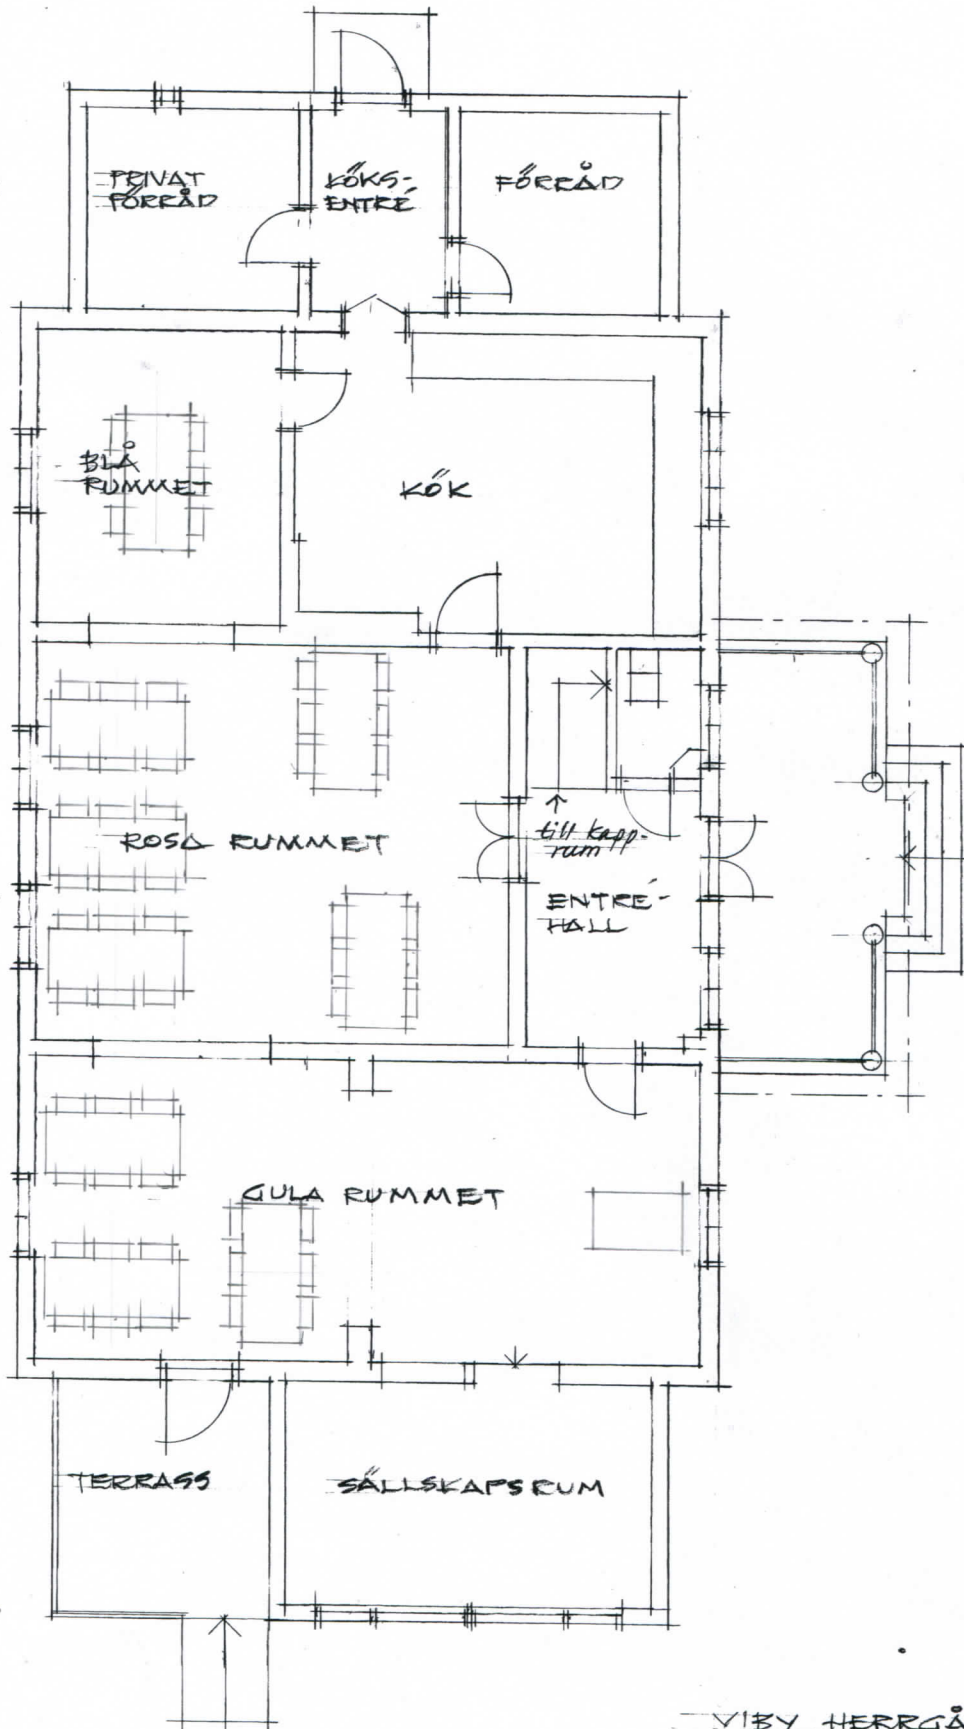 PRIVAT
FÖRRÅD
KÖKS-
ENTRÉ
FÖRRÅD
BLÅ
RUMMET
KÖK
ROSA RUMMET
till kapp-
rum
ENTRÉ-
HALL
GULA RUMMET
TERRASS
SÄLLSKAPSRUM
VIBY HERRGÅ